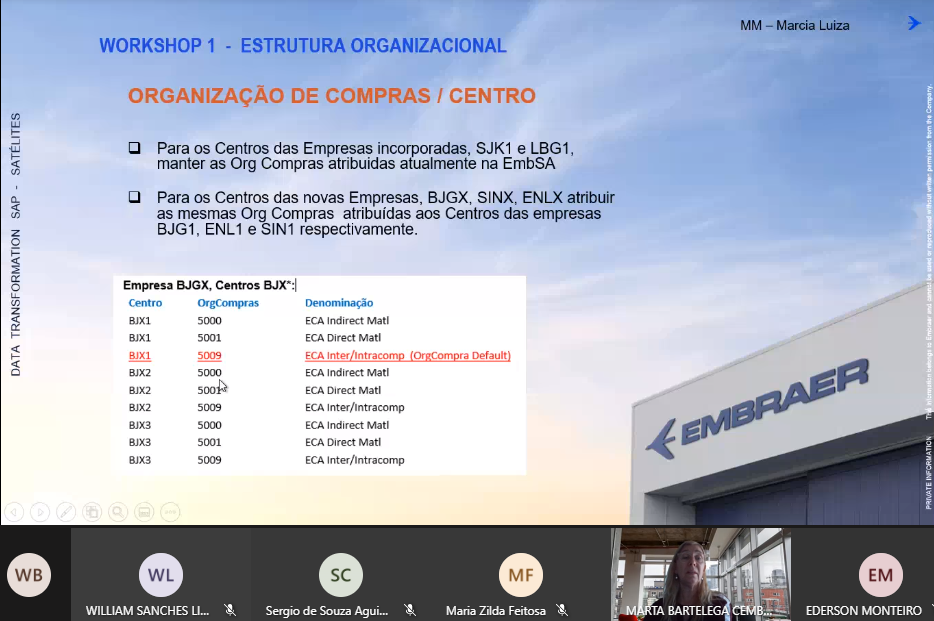 MM – Marcia Luiza
WORKSHOP 1 - ESTRUTURA ORGANIZACIONAL
ORGANIZAÇÃO DE COMPRAS / CENTRO
DATA TRANSFORMATION SAP - SATÉLITES
Para os Centros das Empresas incorporadas, SJK1 e LBG1,
manter as Org Compras atribuidas atualmente na EmbSA
Para os Centros das novas Empresas, BJGX, SINX, ENLX atribuir
as mesmas Org Compras atribuídas aos Centros das empresas
BJG1, ENL1 e SIN1 respectivamente.
Empresa BJGX, Centros BJX*:
Centro OrgCompras Denominação
BJX1 5000 ECA Indirect Matl
BJX1 5001 ECA Direct Matl
BJX1 5009 ECA Inter/Intracomp (OrgCompra Default)
BJX2 5000 ECA Indirect Matl
BJX2 5001 ECA Direct Matl
BJX2 5009 ECA Inter/Intracomp
BJX3 5000 ECA Indirect Matl
BJX3 5001 ECA Direct Matl
BJX3 5009 ECA Inter/Intracomp
EMBRAER
PRIVATE INFORMATION This information belongs to Embraer and cannot be used or reproduced without written permission from the Company.
WB
WL
SC
MF
EM
WILLIAM SANCHES LI...
Sergio de Souza Agui...
Maria Zilda Feitosa
MARTA BARTELEGA CEMB...
EDERSON MONTEIRO